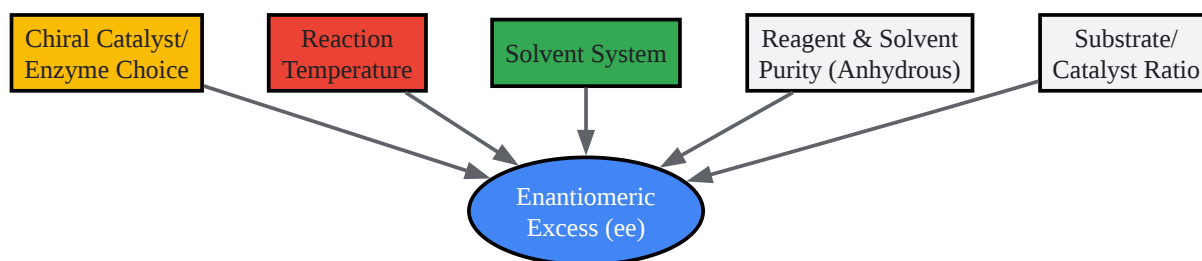 Chiral Catalyst/
Enzyme Choice
Reaction
Temperature
Solvent System
Reagent & Solvent
Purity (Anhydrous)
Substrate/
Catalyst Ratio
Enantiomeric
Excess (ee)